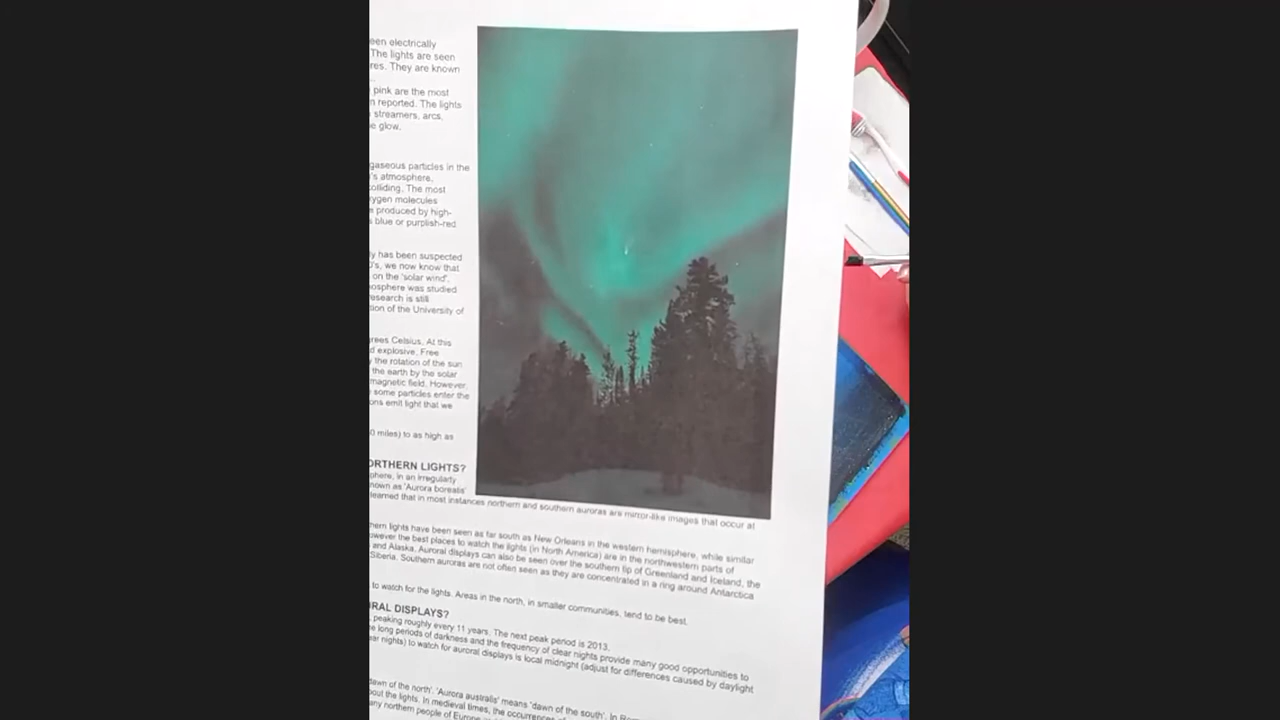 een electrically
The lights are seen
res. They are known
pink are the most
n reported. The lights
streamers, arcs,
e glow.
gaseous particles in the
's atmosphere.
colliding. The most
xygen molecules
produced by high-
blue or purplish-red
y has been suspected
0's, we now know that
on the 'solar wind'.
osphere was studied
esearch is still
tion of the University of
rees Celsius. At this
d explosive. Free
the rotation of the sun
the earth by the solar
magnetic field. However,
some particles enter the
ons emit light that we
0 miles) to as high as
ORTHERN LIGHTS?
phere, in an irregularly
nown as 'Aurora borealis'
learned that in most instances northern and southern auroras are mirror-like images that occur at
hern lights have been seen as far south as New Orleans in the western hemisphere, while similar
owever the best places to watch the lights (in North America) are in the northwestern parts of
and Alaska. Auroral displays can also be seen over the southern tip of Greenland and Iceland, the
Siberia. Southern auroras are not often seen as they are concentrated in a ring around Antarctica
to watch for the lights. Areas in the north, in smaller communities, tend to be best.
RAL DISPLAYS?
peaking roughly every 11 years. The next peak period is 2013.
e long periods of darkness and the frequency of clear nights provide many good opportunities to
ear nights) to watch for auroral displays is local midnight (adjust for differences caused by daylight
'dawn of the north'. 'Aurora australis' means 'dawn of the south'. In
bout the lights. In medieval times, the occurrences
any northern people of Europe